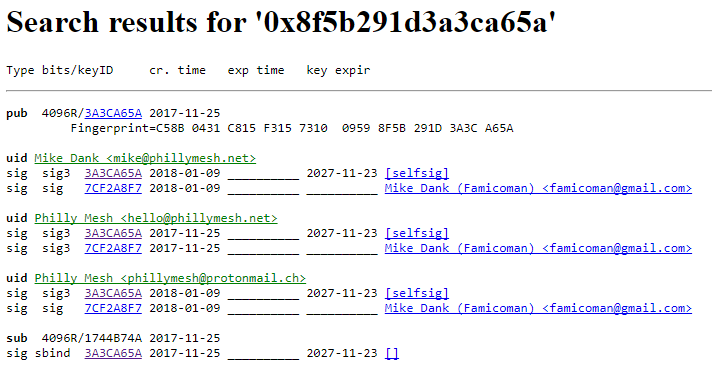 Search results for '0x8f5b291d3a3ca65a'
Type bits/keyID     cr. time   exp time   key expir
pub  4096R/3A3CA65A 2017-11-25
Fingerprint=C58B 0431 C815 F315 7310  0959 8F5B 291D 3A3C A65A
uid Mike Dank <mike@phillymesh.net>
sig  sig3  3A3CA65A 2018-01-09 __________ 2027-11-23 [selfsig]
sig  sig   7CF2A8F7 2018-01-09 __________ __________ Mike Dank (Famicoman) <famicoman@gmail.com>
uid Philly Mesh <hello@phillymesh.net>
sig  sig3  3A3CA65A 2018-01-09 __________ 2027-11-23 [selfsig]
sig  sig3  7CF2A8F7 2017-11-25 __________ __________ Mike Dank (Famicoman) <famicoman@gmail.com>
uid Philly Mesh <phillymesh@protonmail.ch>
sig  sig3  3A3CA65A 2018-01-09 __________ 2027-11-23 [selfsig]
sig  sig   7CF2A8F7 2018-01-09 __________ __________ Mike Dank (Famicoman) <famicoman@gmail.com>
sub  4096R/1744B74A 2017-11-25
sig sbind  3A3CA65A 2017-11-25 __________ 2027-11-23 []